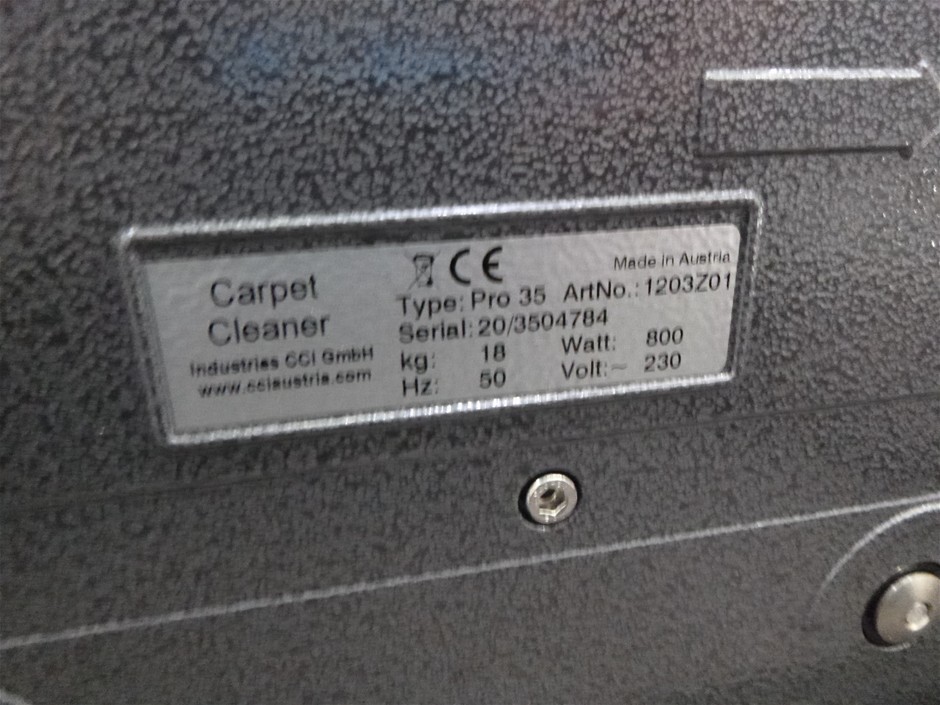 Carpet
Cleaner
Industries CCI GmbH
www.cciaustria.com
CE
Made in Austria
Type: Pro 35 ArtNo.: 1203Z01
Serial: 20/3504784
kg: 18 Watt: 800
Hz: 50 Volt:~ 230